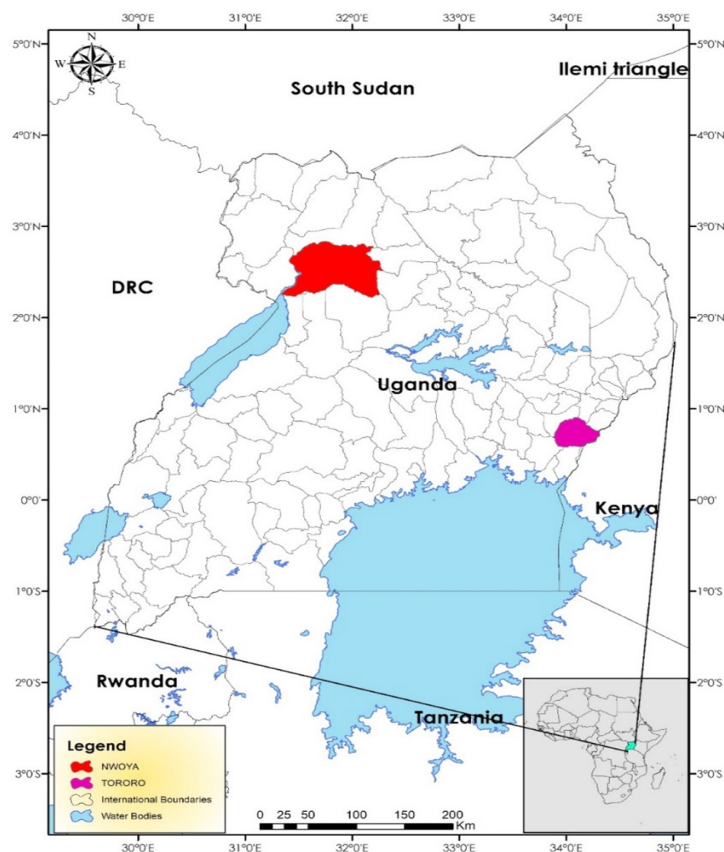 30°0'E 31°0'E 32°0'E 33°0'E 34°0'E 35°0'E
N
W E
S
5°0'N 5°0'N
Ilemi triangle
South Sudan
4°0'N 4°0'N
3°0'N 3°0'N
DRC
2°0'N 2°0'N
Uganda
1°0'N 1°0'N
0°0' 0°0'
Kenya
1°0'S 1°0'S
Rwanda
2°0'S 2°0'S
Tanzania
Legend
NWOYA
TORORO
International Boundaries
Water Bodies
3°0'S 3°0'S
0 25 50 100 150 200
Km
30°0'E 31°0'E 32°0'E 33°0'E 34°0'E 35°0'E